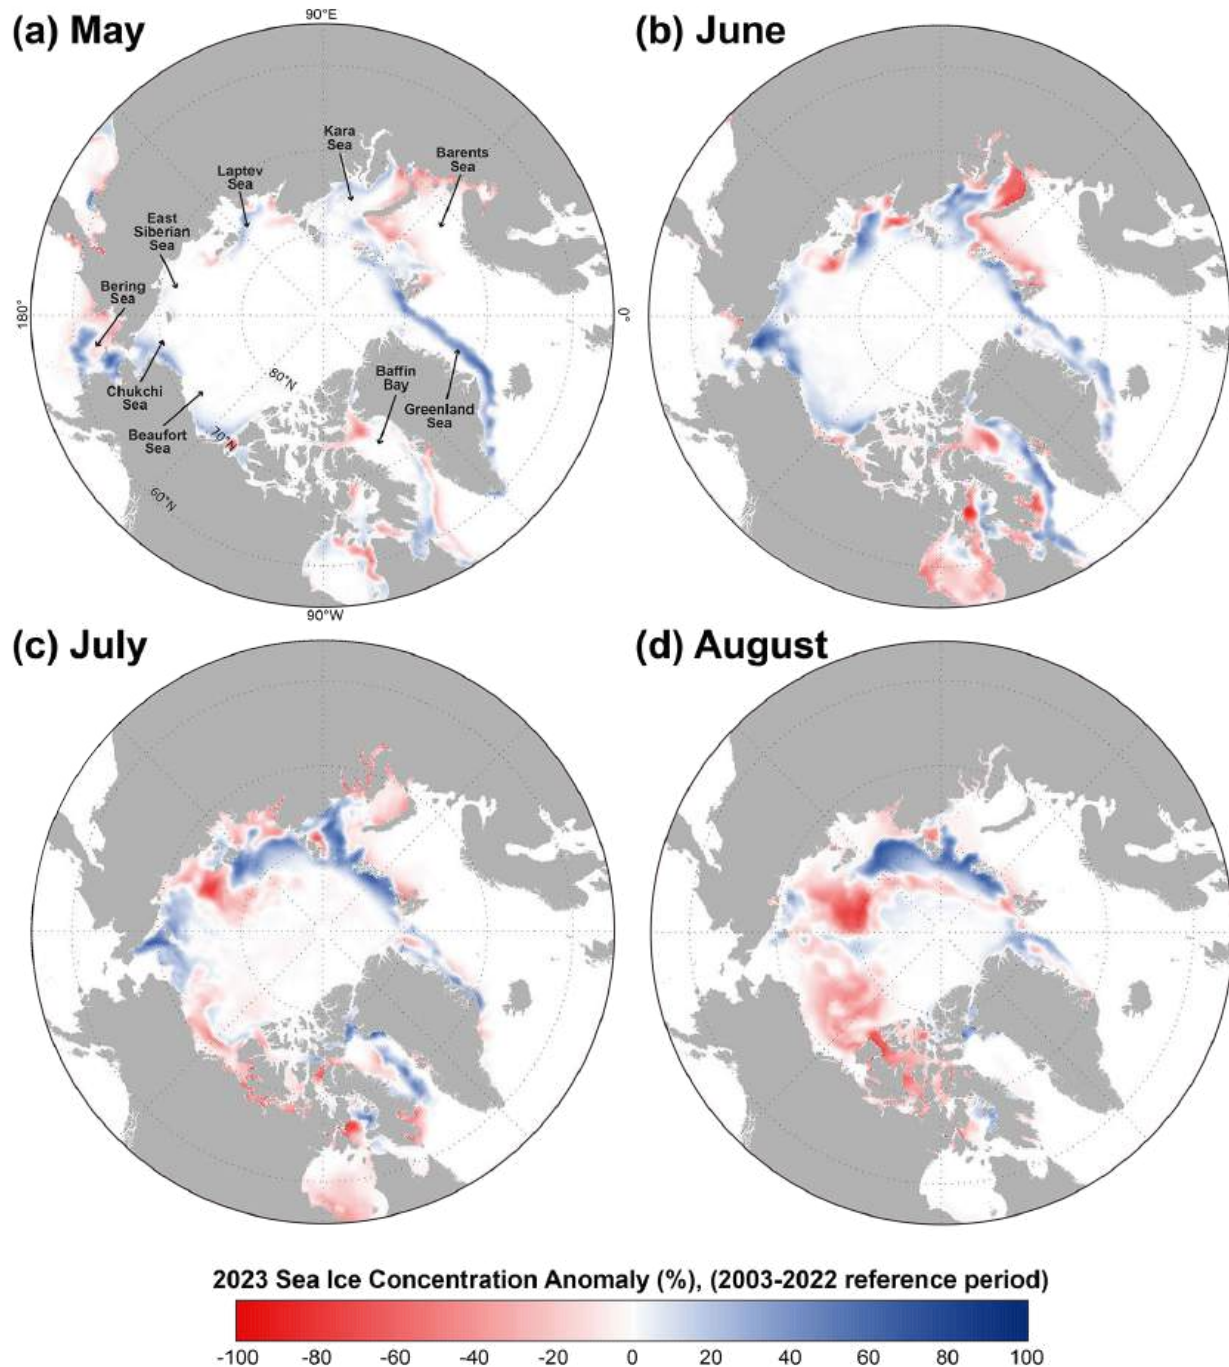 (a) May
90°E
(b) June
Kara
Sea
Barents
Sea
Laptev
Sea
East
Siberian
Sea
Bering
Sea
180°
0°
80°N
Baffin
Bay
Chukchi
Sea
Greenland
Sea
Beaufort
Sea
70°N
60°N
90°W
(c) July
(d) August
2023 Sea Ice Concentration Anomaly (%), (2003-2022 reference period)
-100 -80 -60 -40 -20 0 20 40 60 80 100